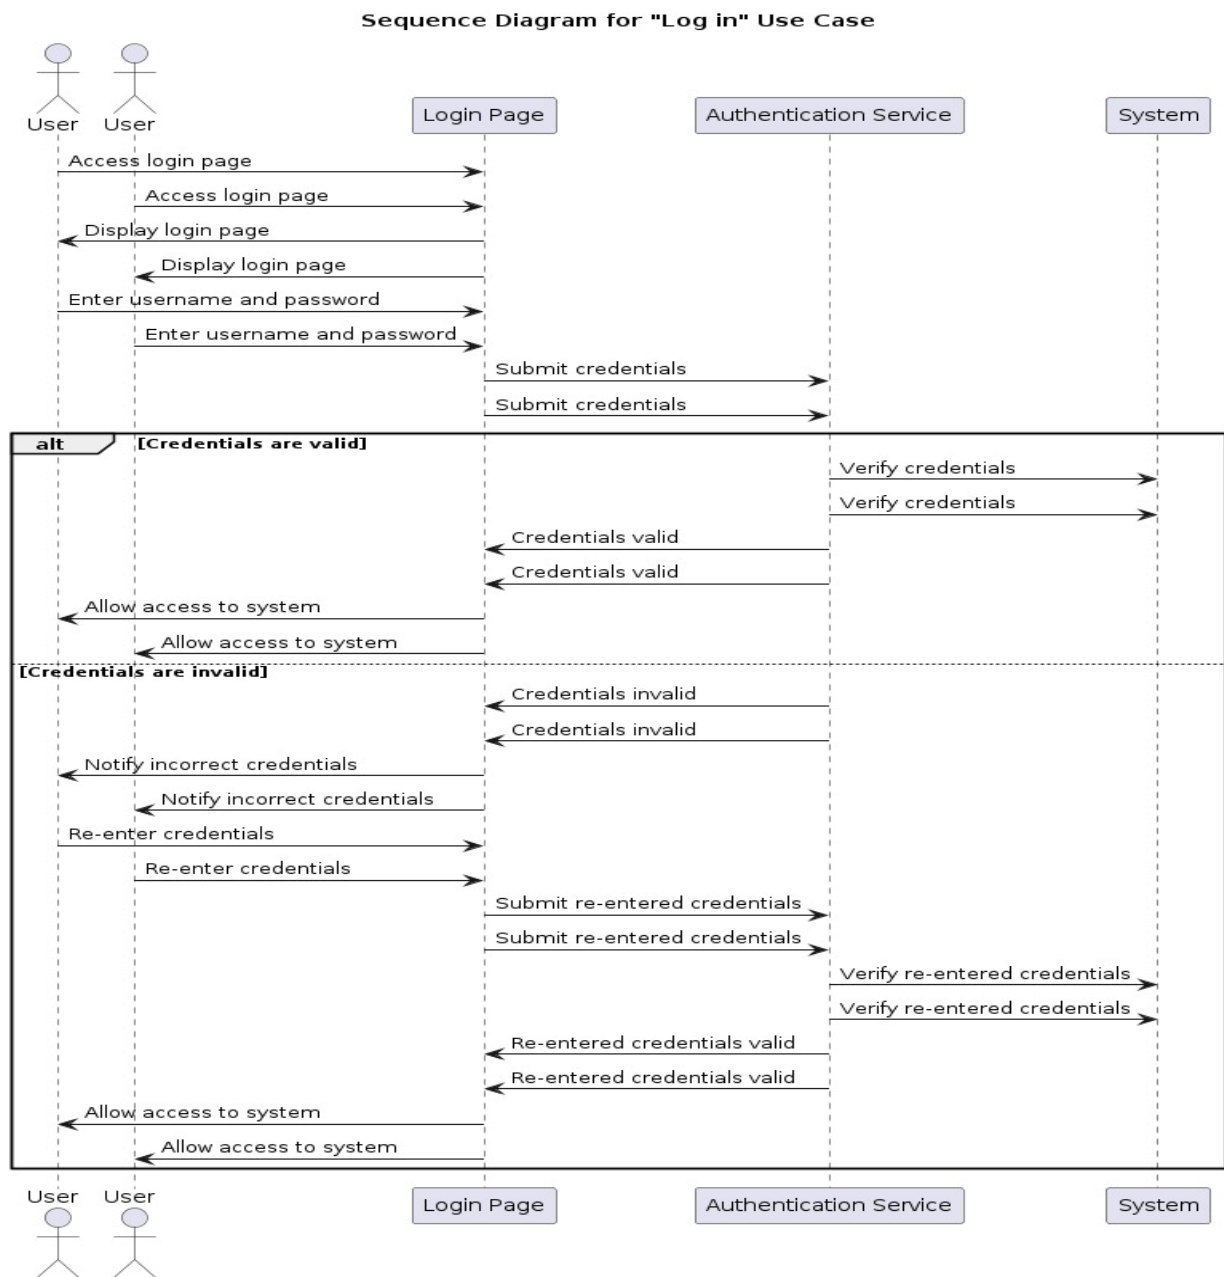 Sequence Diagram for "Log in" Use Case
User
User
Login Page
Authentication Service
System
Access login page
Access login page
Display login page
Display login page
Enter username and password
Enter username and password
Submit credentials
Submit credentials
alt
[Credentials are valid]
Verify credentials
Verify credentials
Credentials valid
Credentials valid
Allow access to system
Allow access to system
[Credentials are invalid]
Credentials invalid
Credentials invalid
Notify incorrect credentials
Notify incorrect credentials
Re-enter credentials
Re-enter credentials
Submit re-entered credentials
Submit re-entered credentials
Verify re-entered credentials
Verify re-entered credentials
Re-entered credentials valid
Re-entered credentials valid
Allow access to system
Allow access to system
User
User
Login Page
Authentication Service
System